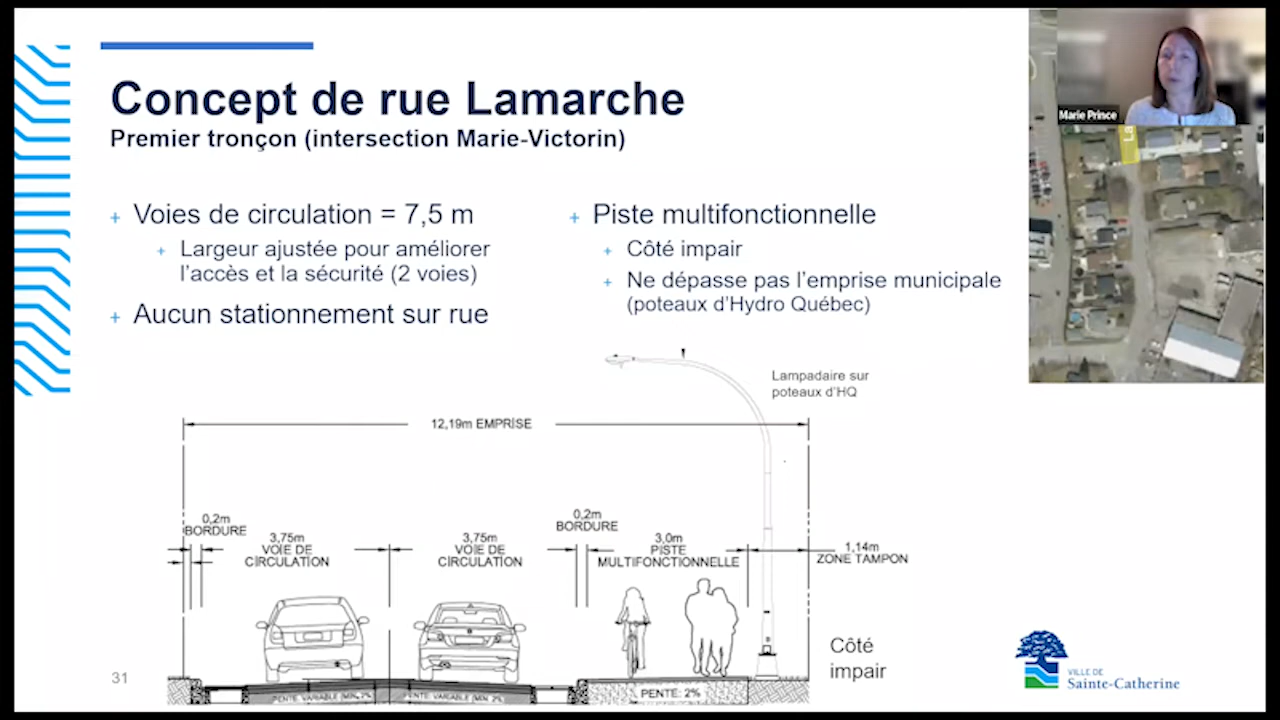 Concept de rue Lamarche
Premier tronçon (intersection Marie-Victorin)
+ Voies de circulation = 7,5 m
+ Largeur ajustée pour améliorer
l'accès et la sécurité (2 voies)
+ Aucun stationnement sur rue
+ Piste multifonctionnelle
+ Côté impair
+ Ne dépasse pas l'emprise municipale
(poteaux d'Hydro Québec)
Marie Prince
La
Lampadaire sur
poteaux d'HQ
12,19m EMPRISE
0,2m
BORDURE
3,75m
VOIE DE
CIRCULATION
3,75m
VOIE DE
CIRCULATION
0,2m
BORDURE
3,0m
PISTE
MULTIFONCTIONNELLE
1,14m
ZONE TAMPON
Côté
impair
PENTE VARIABLE (MIN. 2%
PENTE VARIABLE (MIN. 2%)
PENTE: 2%
31
VILLE DE
Sainte-Catherine